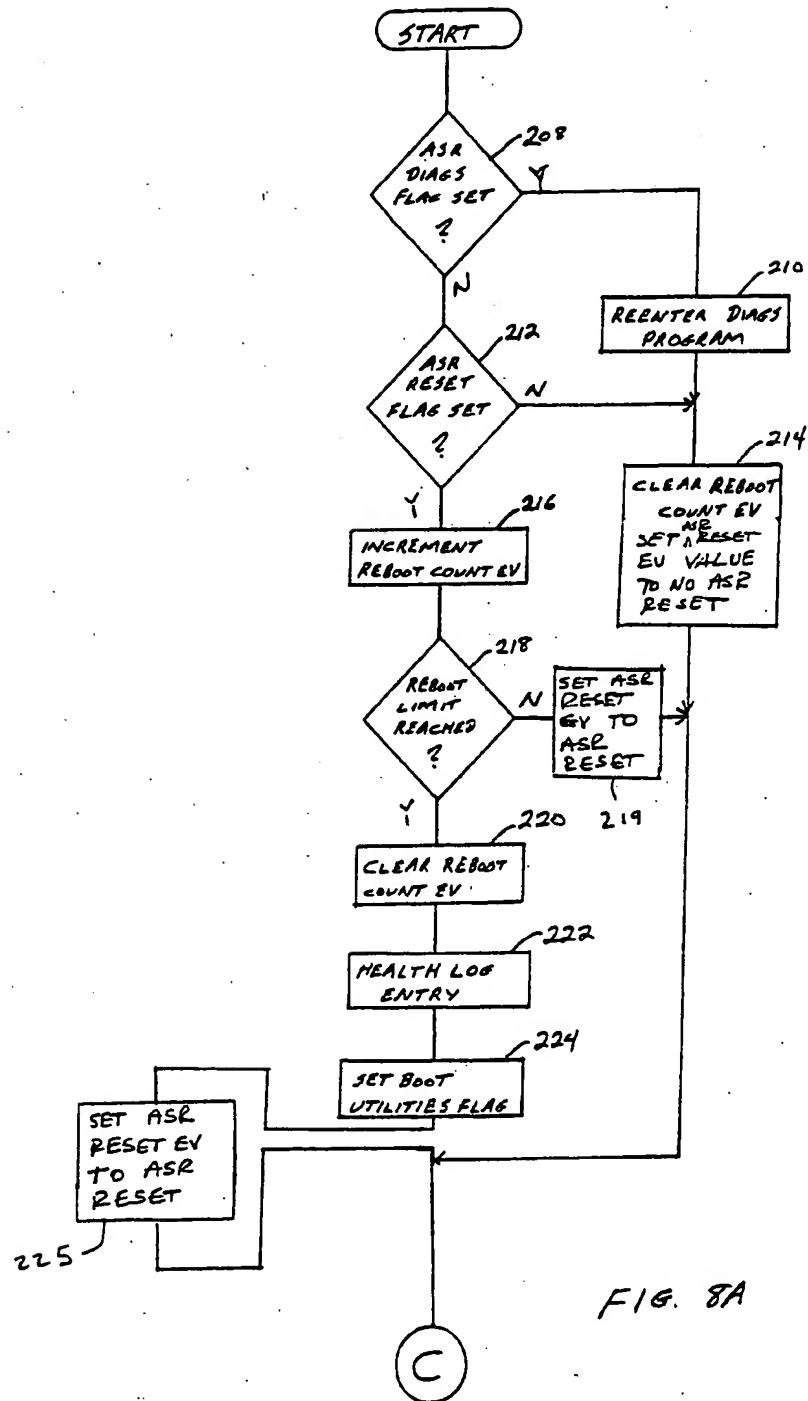 START
208
ASR
DIAGS
FLAG SET
?
Y
N
210
REENTER DIAGS
PROGRAM
212
ASR
RESET
FLAG SET
?
N
Y
214
CLEAR REBOOT
COUNT EV
SET ASR RESET
EV VALUE
TO NO ASR
RESET
216
INCREMENT
REBOOT COUNT EV
218
REBOOT
LIMIT
REACHED
?
N
Y
SET ASR
RESET
EV TO
ASR
RESET
219
220
CLEAR REBOOT
COUNT EV
222
HEALTH LOG
ENTRY
224
SET BOOT
UTILITIES FLAG
SET ASR
RESET EV
TO ASR
RESET
225
FIG. 8A
C